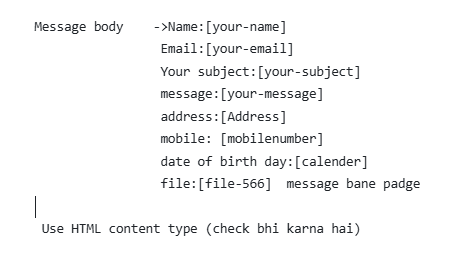 Message body    ->Name:[your-name]
Email:[your-email]
Your subject:[your-subject]
message:[your-message]
address:[Address]
mobile: [mobilenumber]
date of birth day:[calender]
file:[file-566]  message bane padge
Use HTML content type (check bhi karna hai)